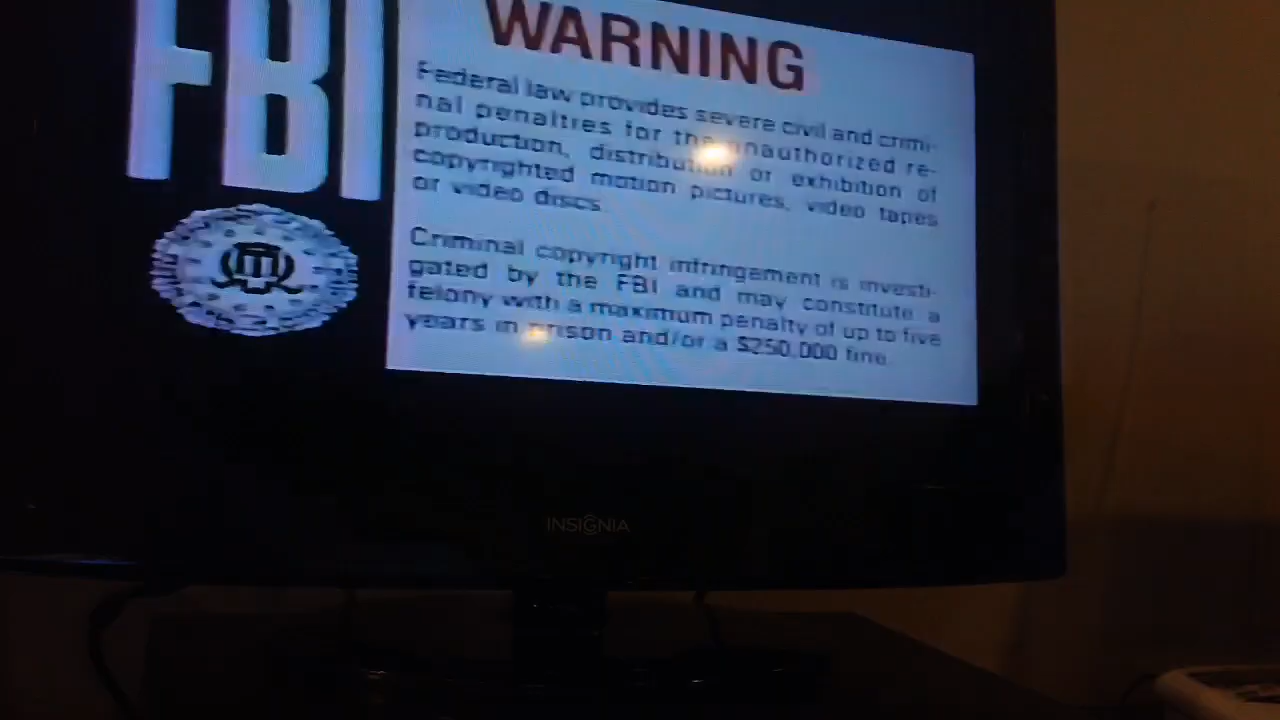 FBI
WARNING
Federal law provides severe civil and crimi-
nal penalties for the unauthorized re-
production, distribution or exhibition of
copyrighted motion pictures, video tapes
or video discs.
Criminal copyright infringement is investi-
gated by the FBI and may constitute a
felony with a maximum penalty of up to five
years in prison and/or a $250,000 fine.
INSIGNIA